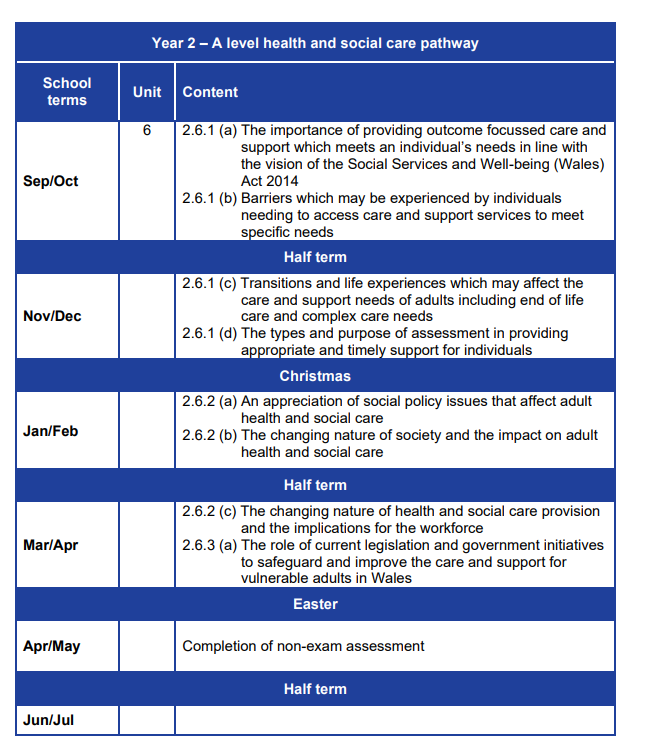 Year 2 – A level health and social care pathway
School
terms
Unit
Content
Sep/Oct
6
2.6.1 (a) The importance of providing outcome focussed care and
support which meets an individual's needs in line with
the vision of the Social Services and Well-being (Wales)
Act 2014
2.6.1 (b) Barriers which may be experienced by individuals
needing to access care and support services to meet
specific needs
Half term
Nov/Dec
2.6.1 (c) Transitions and life experiences which may affect the
care and support needs of adults including end of life
care and complex care needs
2.6.1 (d) The types and purpose of assessment in providing
appropriate and timely support for individuals
Christmas
Jan/Feb
2.6.2 (a) An appreciation of social policy issues that affect adult
health and social care
2.6.2 (b) The changing nature of society and the impact on adult
health and social care
Half term
Mar/Apr
2.6.2 (c) The changing nature of health and social care provision
and the implications for the workforce
2.6.3 (a) The role of current legislation and government initiatives
to safeguard and improve the care and support for
vulnerable adults in Wales
Easter
Apr/May
Completion of non-exam assessment
Half term
Jun/Jul